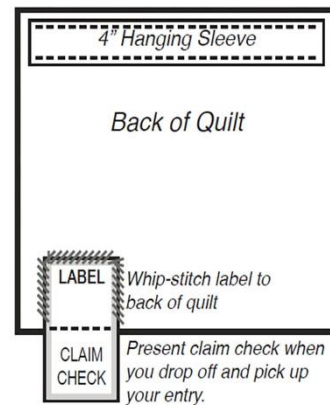 4” Hanging Sleeve
Back of Quilt
LABEL
Whip-stitch label to
back of quilt
CLAIM
CHECK
Present claim check when
you drop off and pick up
your entry.